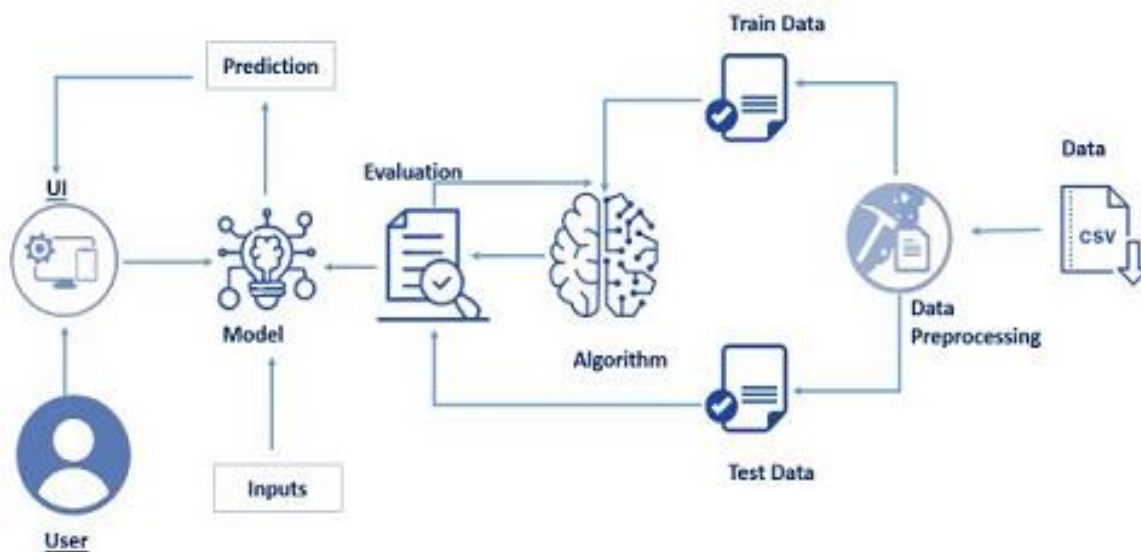 Train Data
Prediction
Data
Evaluation
UI
CSV
Data
Preprocessing
Model
Algorithm
Test Data
Inputs
User